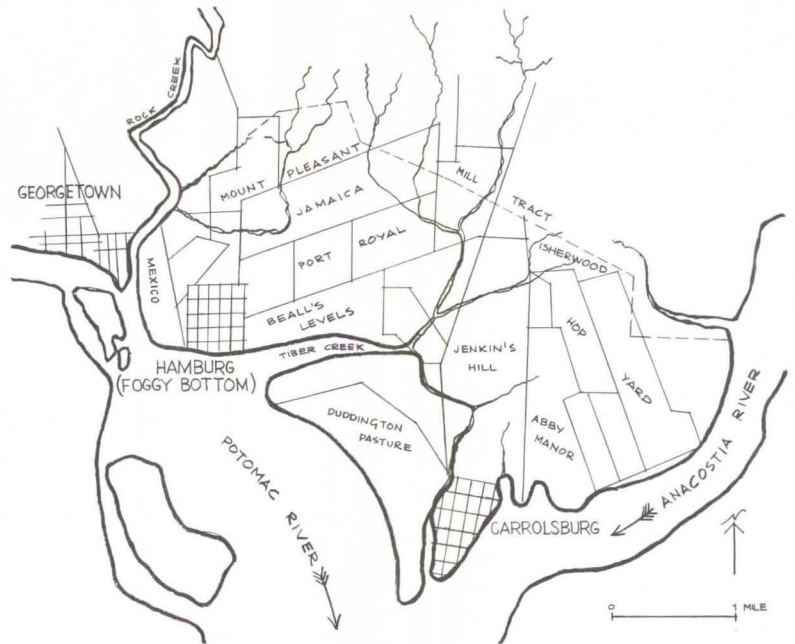 ROCK CREEK
GEORGETOWN
MOUNT PLEASANT
MILL TRACT
JAMAICA
ISHERWOOD
PORT ROYAL
MEXICO
BEALL'S
LEVELS
HOP YARD
TIBER CREEK
JENKIN'S
HILL
HAMBURG
(FOGGY BOTTOM)
DUDDINGTON
PASTURE
ABBY
MANOR
ANACOSTIA RIVER
POTOMAC RIVER
CARROLSBURG
N
0 1 MILE